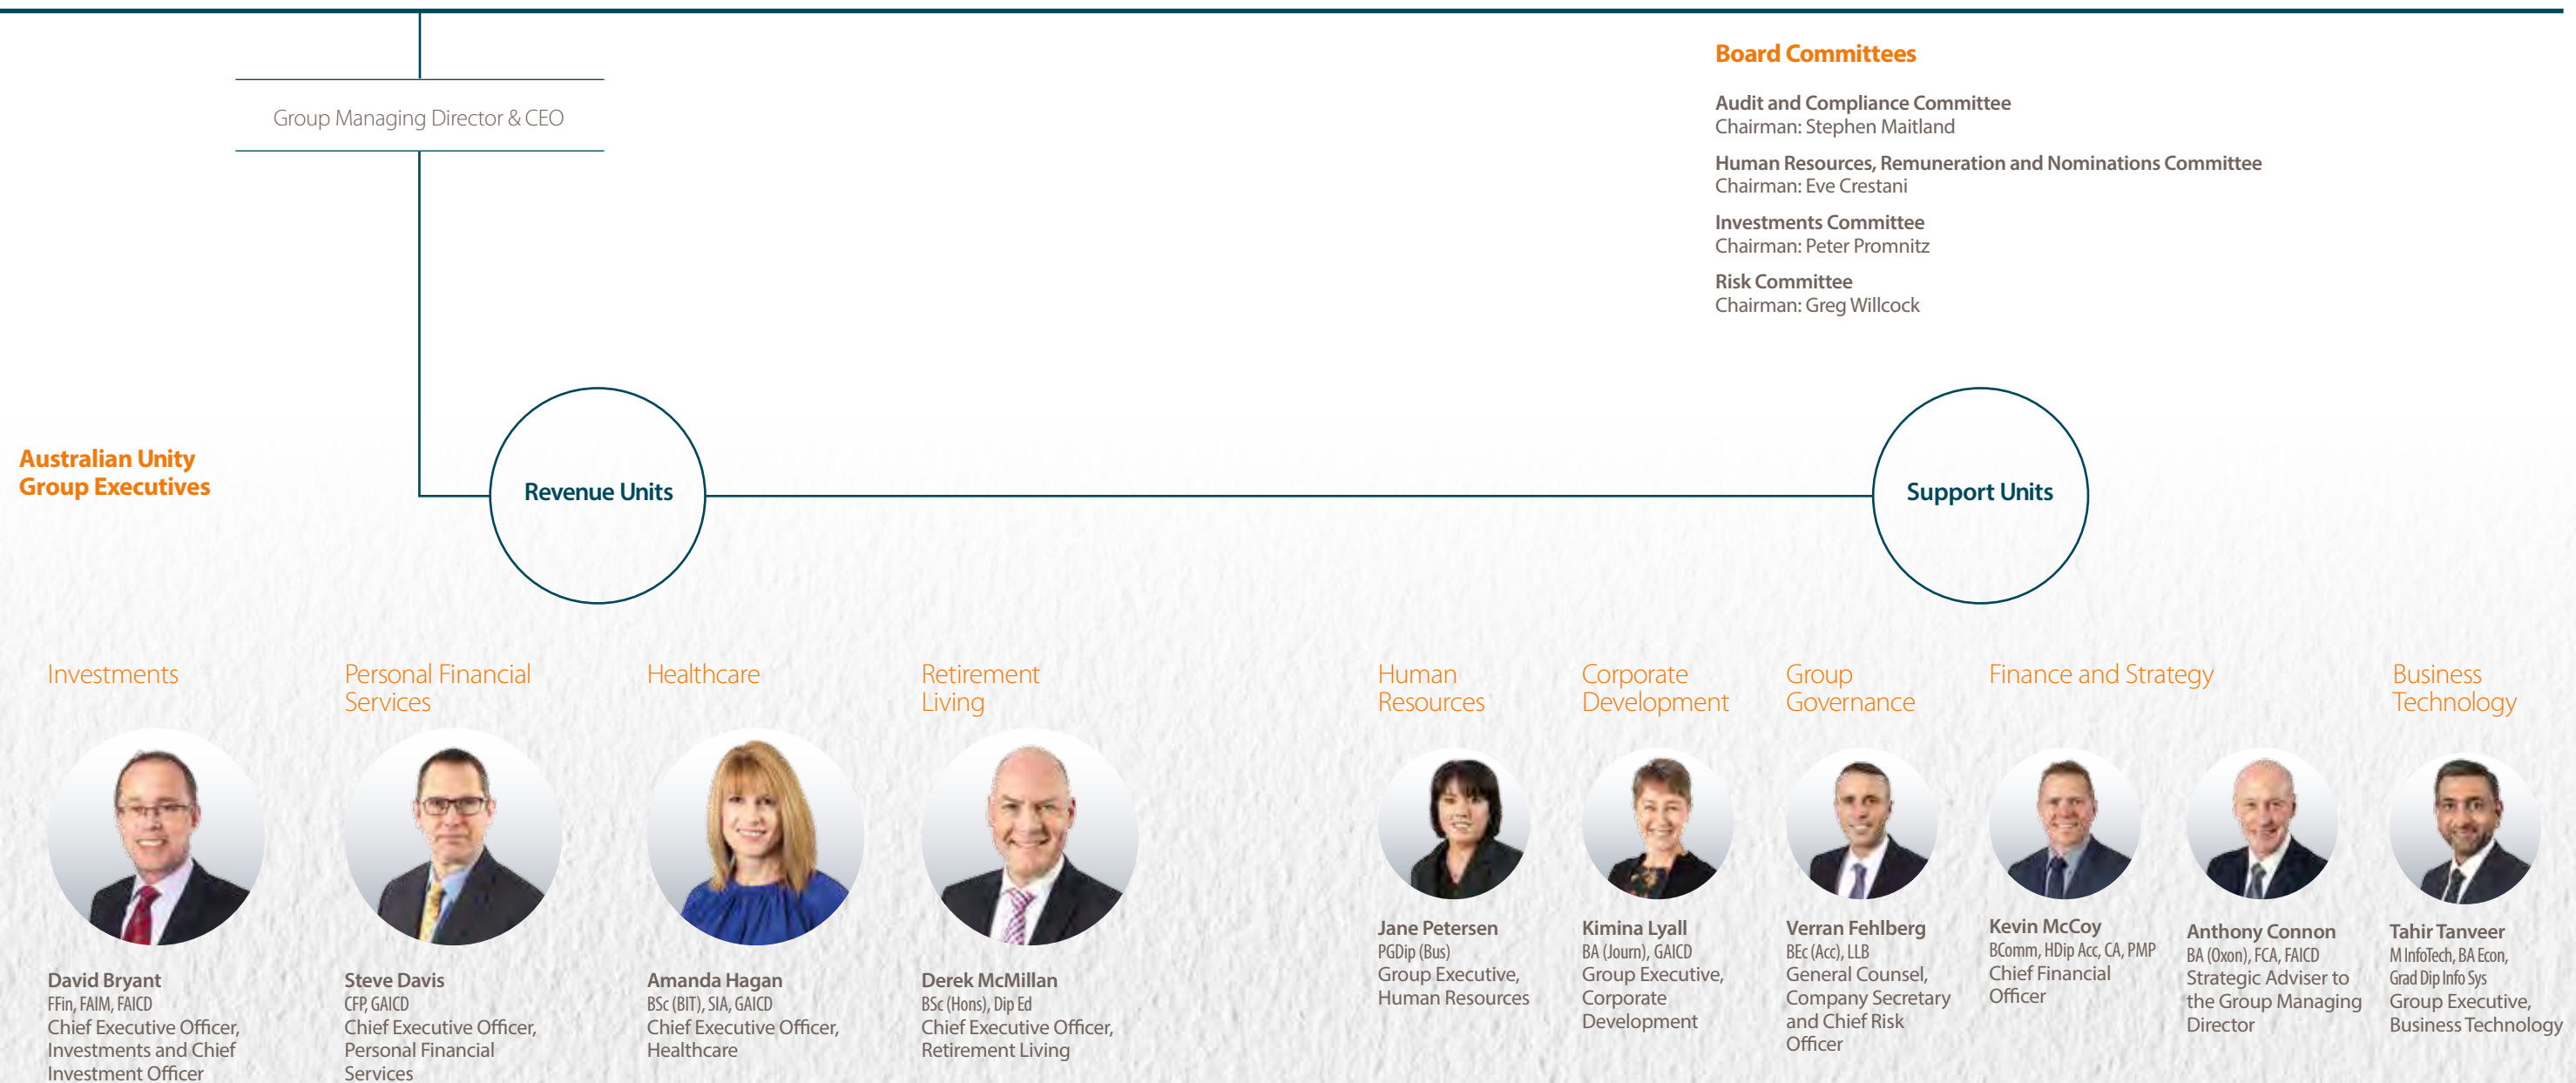 Board Committees
Audit and Compliance Committee
Chairman: Stephen Maitland
Human Resources, Remuneration and Nominations Committee
Chairman: Eve Crestani
Investments Committee
Chairman: Peter Promnitz
Risk Committee
Chairman: Greg Willcock
Group Managing Director & CEO
Australian Unity
Group Executives
Revenue Units
Support Units
Investments
David Bryant
FFin, FAIM, FAICD
Chief Executive Officer,
Investments and Chief
Investment Officer
Personal Financial
Services
Steve Davis
CFP, GAICD
Chief Executive Officer,
Personal Financial
Services
Healthcare
Amanda Hagan
BSc (BIT), SIA, GAICD
Chief Executive Officer,
Healthcare
Retirement
Living
Derek McMillan
BSc (Hons), Dip Ed
Chief Executive Officer,
Retirement Living
Human
Resources
Jane Petersen
PGDip (Bus)
Group Executive,
Human Resources
Corporate
Development
Kimina Lyall
BA (Journ), GAICD
Group Executive,
Corporate
Development
Group
Governance
Verran Fehlberg
BEc (Acc), LLB
General Counsel,
Company Secretary
and Chief Risk
Officer
Finance and Strategy
Kevin McCoy
BComm, HDip Acc, CA, PMP
Chief Financial
Officer
Anthony Connon
BA (Oxon), FCA, FAICD
Strategic Adviser to
the Group Managing
Director
Business
Technology
Tahir Tanveer
M InfoTech, BA Econ,
Grad Dip Info Sys
Group Executive,
Business Technology